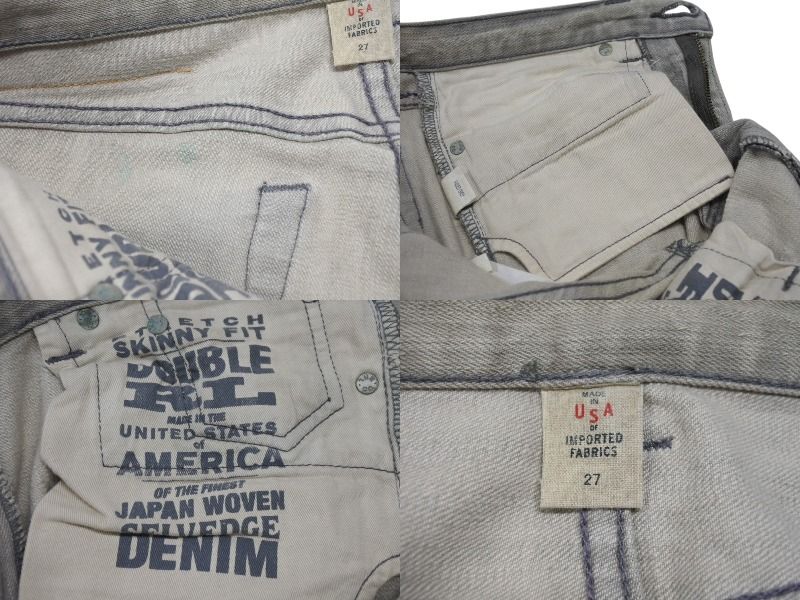 MADE
IN
USA
OF
IMPORTED
FABRICS
27
STRETCH
SKINNY FIT
DOUBLE
RL
MADE IN THE
UNITED STATES
of
AMERICA
OF THE FINEST
JAPAN WOVEN
SELVEDGE
DENIM
MADE
IN
USA
OF
IMPORTED
FABRICS
27